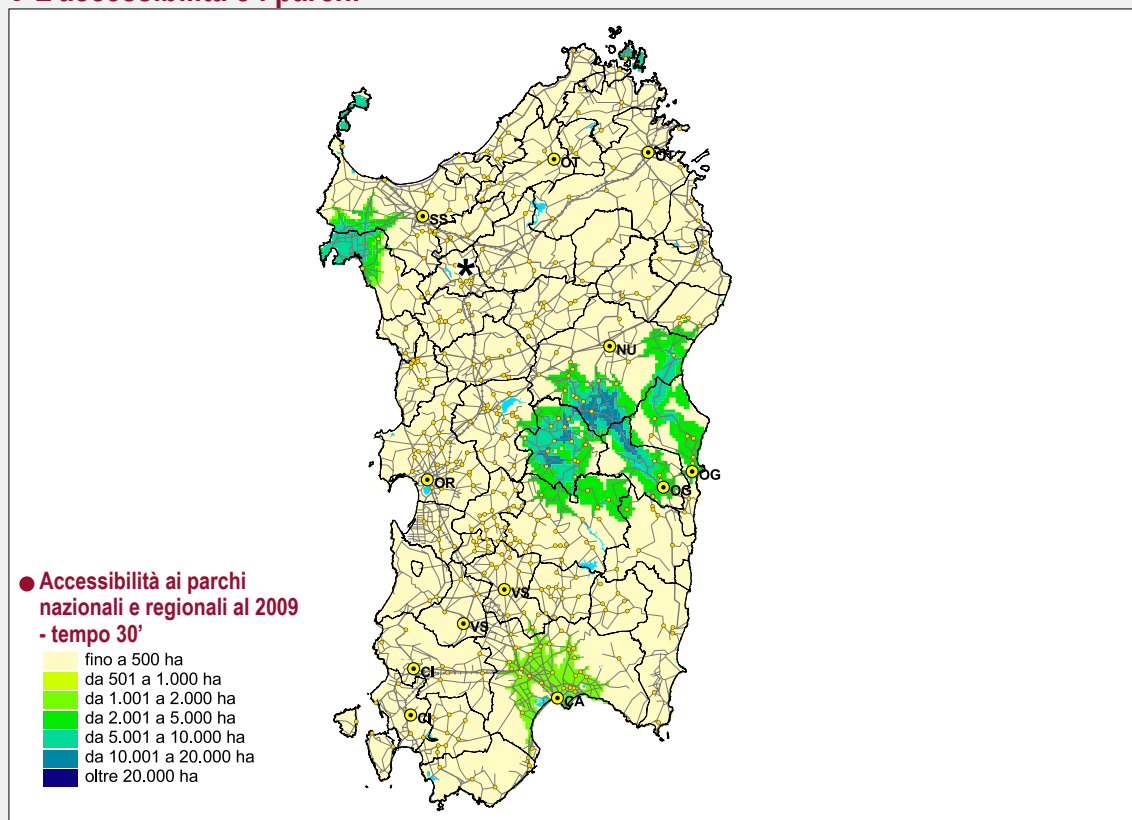 OT
OT
SS
*
NU
OG
OG
OR
VS
VS
CI
CI
CA
Accessibilità ai parchi
nazionali e regionali al 2009
- tempo 30’
fino a 500 ha
da 501 a 1.000 ha
da 1.001 a 2.000 ha
da 2.001 a 5.000 ha
da 5.001 a 10.000 ha
da 10.001 a 20.000 ha
oltre 20.000 ha